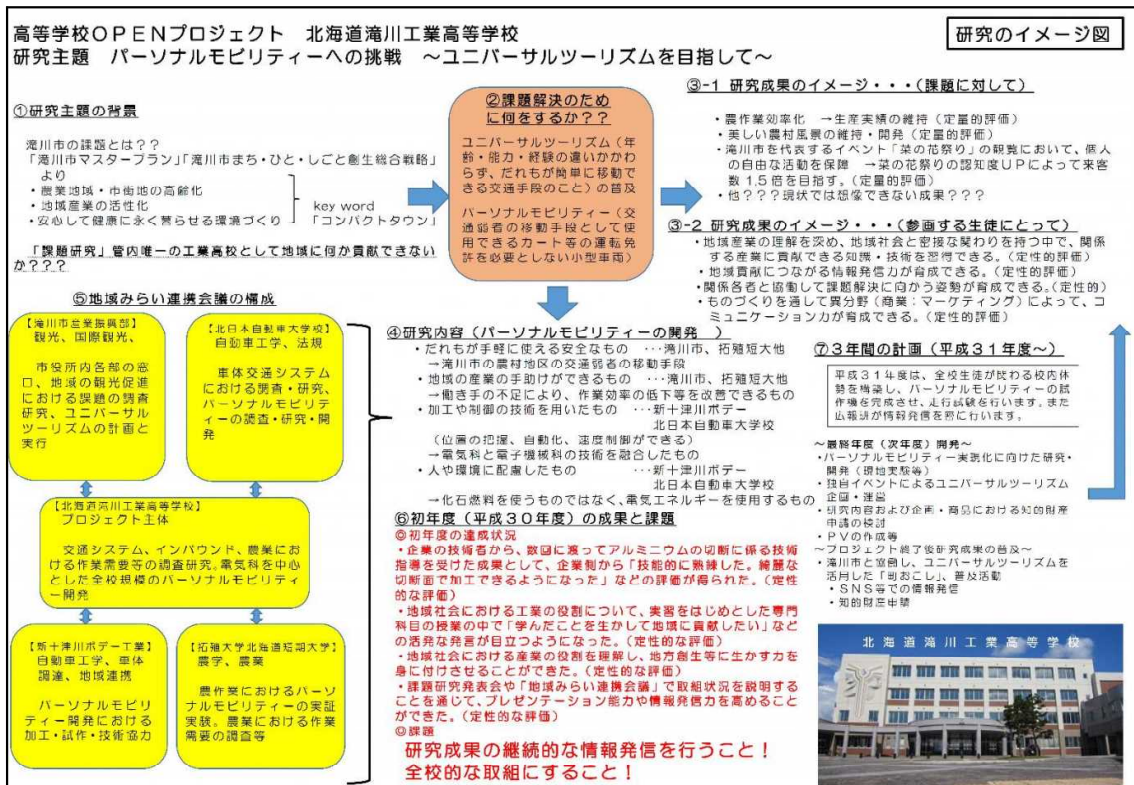 高等学校OPENプロジェクト　北海道滝川工業高等学校
研究主題　パーソナルモビリティーへの挑戦　～ユニバーサルツーリズムを目指して～
研究のイメージ図
①研究主題の背景
滝川市の課題とは？？
「滝川市マスタープラン」「滝川市まち・ひと・しごと創生総合戦略」
より
・農業地域・市街地の高齢化
・地域産業の活性化
・安心して健康に永く暮らせる環境づくり
key word
「コンパクトタウン」
「課題研究」管内唯一の工業高校として地域に何か貢献できない
か？？？
②課題解決のため
に何をするか？？
ユニバーサルツーリズム（年
齢・能力・経験の違いかかわ
らず、だれもが簡単に移動で
きる交通手段のこと）の普及
パーソナルモビリティー（交
通弱者の移動手段として使
用できるカート等の運転免
許を必要としない小型車両）
③-1 研究成果のイメージ・・・（課題に対して）
・農作業効率化　→生産実績の維持（定量的評価）
・美しい農村風景の維持・開発（定量的評価）
・滝川市を代表するイベント「菜の花祭り」の観覧において、個人
の自由な活動を保障　→菜の花祭りの認知度UPによって来客
数1.5倍を目指す。（定量的評価）
・他？？？現状では想像できない成果？？？
③-2 研究成果のイメージ・・・（参画する生徒にとって）
・地域産業の理解を深め、地域社会と密接な関わりを持つ中で、関係
する産業に貢献できる知識・技術を習得できる。（定性的評価）
・地域貢献につながる情報発信力が育成できる。（定性的評価）
・関係各者と協働して課題解決に向かう姿勢が育成できる。（定性的）
・ものづくりを通して異分野（商業：マーケティング）によって、コ
ミュニケーション力が育成できる。（定性的評価）
④研究内容（パーソナルモビリティーの開発　）
・だれもが手軽に使える安全なもの　・・・滝川市、拓殖短大他
→滝川市の農村地区の交通弱者の移動手段
・地域の産業の手助けができるもの　・・・滝川市、拓殖短大他
→働き手の不足により、作業効率の低下等を改善できるもの
・加工や制御の技術を用いたもの　・・・新十津川ボデー
北日本自動車大学校
（位置の把握、自動化、速度制御ができる）
→電気科と電子機械科の技術を融合したもの
・人や環境に配慮したもの　・・・新十津川ボデー
北日本自動車大学校
→化石燃料を使うものではなく、電気エネルギーを使用するもの
⑤地域みらい連携会議の構成
【滝川市産業振興部】
観光、国際観光、
市役所内各部の窓
口、地域の観光促進
における課題の調査
研究、ユニバーサル
ツーリズムの計画と
実行
【北日本自動車大学校】
自動車工学、法規
車体交通システム
における調査・研究、
パーソナルモビリテ
ィーの調査・研究・開
発
【北海道滝川工業高等学校】
プロジェクト主体
交通システム、インバウンド、農業にお
ける作業需要等の調査研究。電気科を中心
とした全校規模のパーソナルモビリティ
ー開発
【新十津川ボデー工業】
自動車工学、車体
調達、地域連携
パーソナルモビリ
ティー開発における
加工・試作・技術協力
【拓殖大学北海道短期大学】
農学、農業
農作業におけるパーソ
ナルモビリティーの実証
実験。農業における作業
需要の調査等
⑥初年度（平成30年度）の成果と課題
◎初年度の達成状況
・企業の技術者から、数回に渡ってアルミニウムの切断に係る技術
指導を受けた成果として、企業側から「技能的に熟練した。綺麗な
切断面で加工できるようになった」などの評価が得られた。（定性
的な評価）
・地域社会における工業の役割について、実習をはじめとした専門
科目の授業の中で「学んだことを生かして地域に貢献したい」など
の活発な発言が目立つようになった。（定性的な評価）
・地域社会における産業の役割を理解し、地方創生等に生かす力を
身に付けさせることができた。（定性的な評価）
・課題研究発表会や「地域みらい連携会議」で取組状況を説明する
ことを通じて、プレゼンテーション能力や情報発信力を高めること
ができた。（定性的な評価）
◎課題
研究成果の継続的な情報発信を行うこと！
全校的な取組にすること！
⑦3年間の計画（平成31年度～）
平成31年度は、全校生徒が関わる校内体
勢を構築し、パーソナルモビリティーの試
作機を完成させ、走行試験を行います。また
広報班が情報発信を密に行います。
～最終年度（次年度）開発～
・パーソナルモビリティー実現化に向けた研究・
開発（現地実験等）
・独自イベントによるユニバーサルツーリズム
企画・運営
・研究内容および企画・商品における知的財産
申請の検討
・PVの作成等
～プロジェクト終了後研究成果の普及～
・滝川市と協働し、ユニバーサルツーリズムを
活用した「町おこし」、普及活動
・SNS等での情報発信
・知的財産申請
北海道滝川工業高等学校